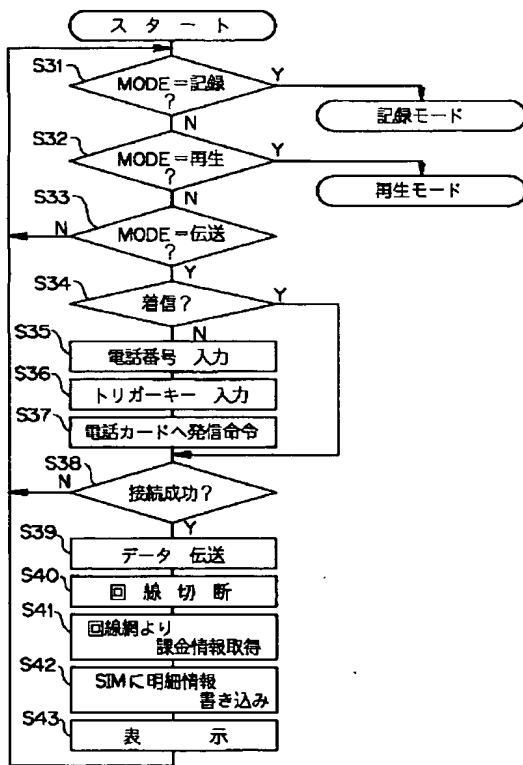 スタート
S31
MODE=記録
?
Y
記録モード
N
S32
MODE=再生
?
Y
再生モード
N
S33
MODE=伝送
?
N
Y
S34
着信?
Y
N
S35
電話番号 入力
S36
トリガーキー 入力
S37
電話カードへ発信命令
S38
接続成功?
N
Y
S39
データ 伝送
S40
回線切断
S41
回線網より
課金情報取得
S42
SIMに明細情報
書き込み
S43
表示